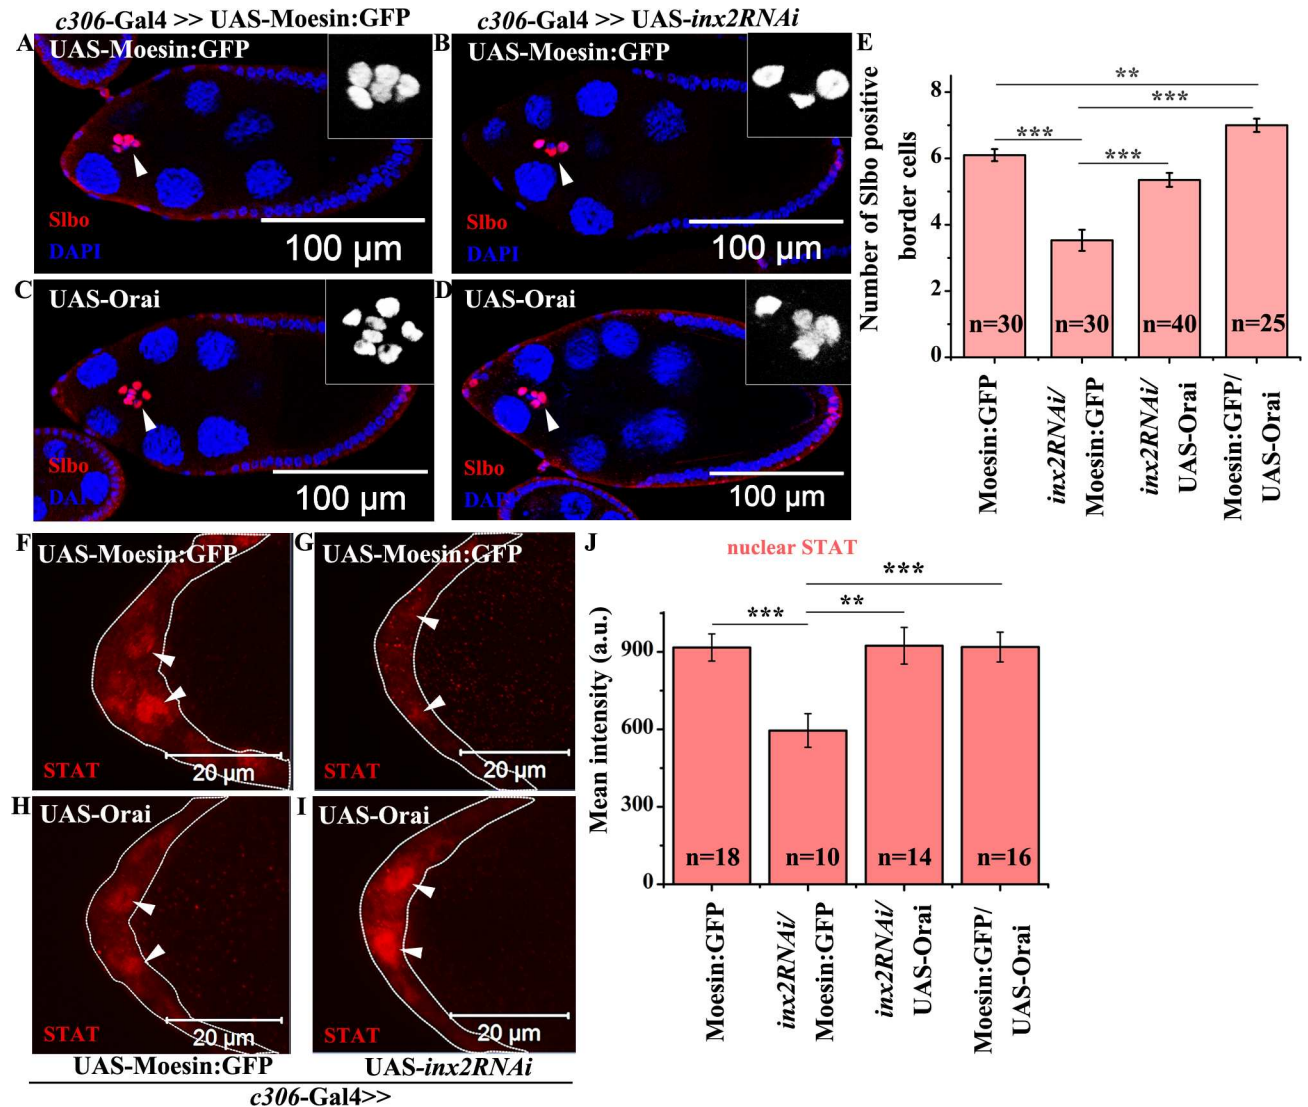 c306-Gal4 >> UAS-Moesin:GFP
c306-Gal4 >> UAS-inx2RNAi
A
UAS-Moesin:GFP
Slbo
DAPI
100 µm
B
UAS-Moesin:GFP
Slbo
DAPI
100 µm
C
UAS-Orai
Slbo
DAPI
100 µm
D
UAS-Orai
Slbo
DAPI
100 µm
E
Number of Slbo positive
border cells
8
6
4
2
0
**
***
***
***
n=30
n=30
n=40
n=25
Moesin:GFP
inx2RNAi/
Moesin:GFP
inx2RNAi/
UAS-Orai
Moesin:GFP/
UAS-Orai
F
UAS-Moesin:GFP
STAT
20 µm
G
UAS-Moesin:GFP
STAT
20 µm
H
UAS-Orai
STAT
20 µm
I
UAS-Orai
STAT
20 µm
UAS-Moesin:GFP
UAS-inx2RNAi
c306-Gal4>>
J
nuclear STAT
Mean intensity (a.u.)
900
600
300
0
***
***
**
n=18
n=10
n=14
n=16
Moesin:GFP
inx2RNAi/
Moesin:GFP
inx2RNAi/
UAS-Orai
Moesin:GFP/
UAS-Orai